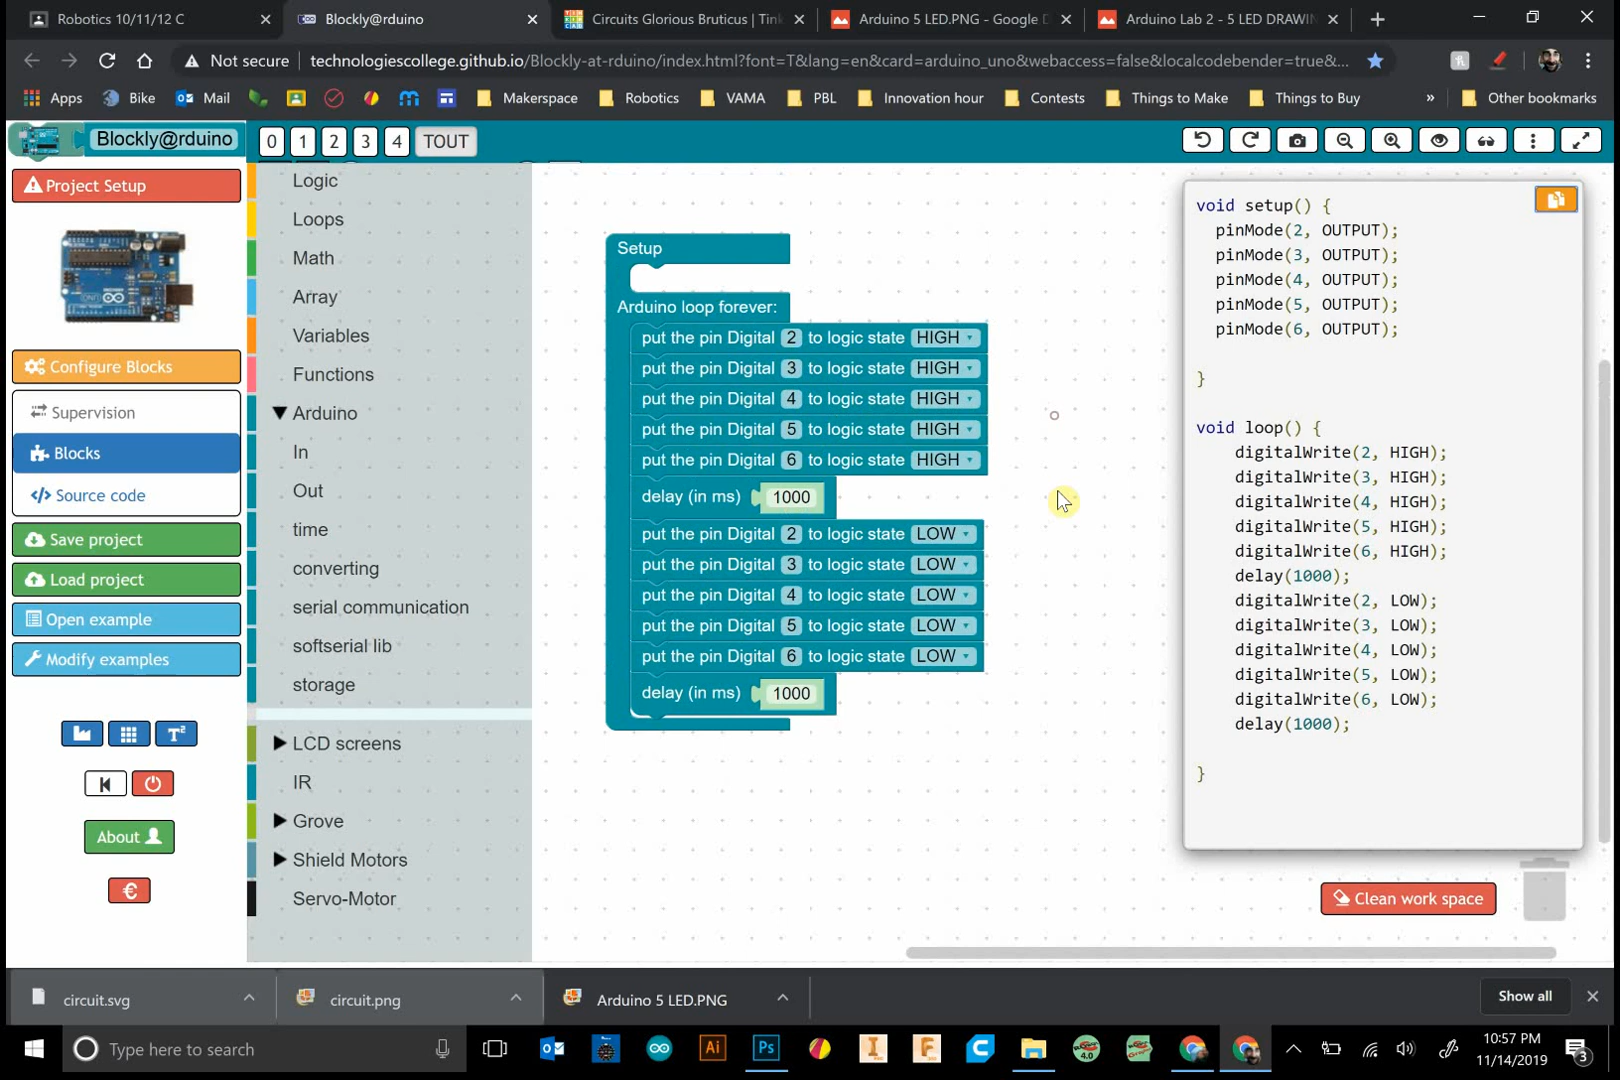 Robotics 10/11/12 C
Blockly@rduino
Circuits Glorious Bruticus | Tink
Arduino 5 LED.PNG - Google D
Arduino Lab 2 - 5 LED DRAWIN
Not secure
technologiescollege.github.io/Blockly-at-rduino/index.html?font=T&lang=en&card=arduino_uno&webaccess=false&localcodebender=true&...
Apps
Bike
Mail
Makerspace
Robotics
VAMA
PBL
Innovation hour
Contests
Things to Make
Things to Buy
»
Other bookmarks
Blockly@rduino
0
1
2
3
4
TOUT
Project Setup
Configure Blocks
Supervision
Blocks
</> Source code
Save project
Load project
Open example
Modify examples
T²
About
€
Logic
Loops
Math
Array
Variables
Functions
Arduino
In
Out
time
converting
serial communication
softserial lib
storage
LCD screens
IR
Grove
Shield Motors
Servo-Motor
Setup
Arduino loop forever:
put the pin Digital 2 to logic state HIGH
put the pin Digital 3 to logic state HIGH
put the pin Digital 4 to logic state HIGH
put the pin Digital 5 to logic state HIGH
put the pin Digital 6 to logic state HIGH
delay (in ms) 1000
put the pin Digital 2 to logic state LOW
put the pin Digital 3 to logic state LOW
put the pin Digital 4 to logic state LOW
put the pin Digital 5 to logic state LOW
put the pin Digital 6 to logic state LOW
delay (in ms) 1000
void setup() {
pinMode(2, OUTPUT);
pinMode(3, OUTPUT);
pinMode(4, OUTPUT);
pinMode(5, OUTPUT);
pinMode(6, OUTPUT);
}
void loop() {
digitalWrite(2, HIGH);
digitalWrite(3, HIGH);
digitalWrite(4, HIGH);
digitalWrite(5, HIGH);
digitalWrite(6, HIGH);
delay(1000);
digitalWrite(2, LOW);
digitalWrite(3, LOW);
digitalWrite(4, LOW);
digitalWrite(5, LOW);
digitalWrite(6, LOW);
delay(1000);
}
Clean work space
circuit.svg
circuit.png
Arduino 5 LED.PNG
Show all
Type here to search
Ai
Ps
I
F
C
4.0
10:57 PM
11/14/2019
3